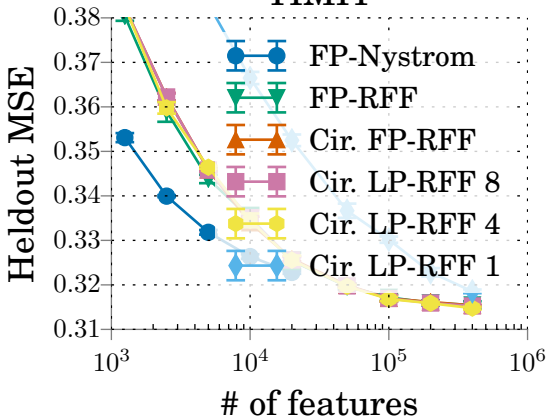 0.38
0.37
0.36
0.35
0.34
0.33
0.32
0.31
Heldout MSE
FP-Nystrom
FP-RFF
Cir. FP-RFF
Cir. LP-RFF 8
Cir. LP-RFF 4
Cir. LP-RFF 1
10³ 10⁴ 10⁵ 10⁶
# of features